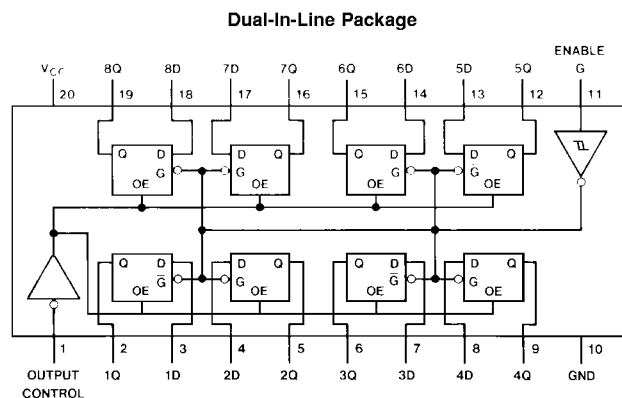 Dual-In-Line Package
ENABLE
VCC 8Q 8D 7D 7Q 6Q 6D 5D 5Q G
20 19 18 17 16 15 14 13 12 11
Q D D Q Q D D Q
G G G G
OE OE OE OE
Q D D Q Q D D Q
G̅ G G̅ G
OE OE OE OE
1 2 3 4 5 6 7 8 9 10
OUTPUT 1Q 1D 2D 2Q 3Q 3D 4D 4Q GND
CONTROL